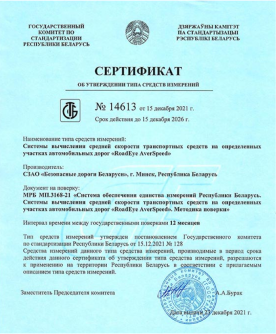 ГОСУДАРСТВЕННЫЙ
КОМИТЕТ ПО
СТАНДАРТИЗАЦИИ
РЕСПУБЛИКИ БЕЛАРУСЬ
ДЗЯРЖАЎНЫ КАМІТЭТ
ПА СТАНДАРТЫЗАЦЫІ
РЭСПУБЛІКІ БЕЛАРУСЬ
СЕРТИФИКАТ
ОБ УТВЕРЖДЕНИИ ТИПА СРЕДСТВ ИЗМЕРЕНИЙ
№ 14613 от 15 декабря 2021 г.
Срок действия до 15 декабря 2026 г.
Наименование типа средств измерений:
Системы вычисления средней скорости транспортных средств на определенных
участках автомобильных дорог «RoadEye AverSpeed»
Производитель:
СЗАО «Безопасные дороги Беларуси», г. Минск, Республика Беларусь
Документ на поверку:
МРБ МП.3168-21 «Система обеспечения единства измерений Республики Беларусь.
Системы вычисления средней скорости транспортных средств на определенных
участках автомобильных дорог «RoadEye AverSpeed». Методика поверки»
Интервал времени между государственными поверками 12 месяцев
Тип средств измерений утвержден постановлением Государственного комитета
по стандартизации Республики Беларусь от 15.12.2021 № 128
Средства измерений данного типа средств измерений, производимые в период срока
действия данного сертификата об утверждении типа средств измерений, разрешаются
к применению на территории Республики Беларусь в соответствии с прилагаемым
описанием типа средств измерений.
Заместитель Председателя комитета
А.А.Бурак
Дата выдачи 23 декабря 2021 г.